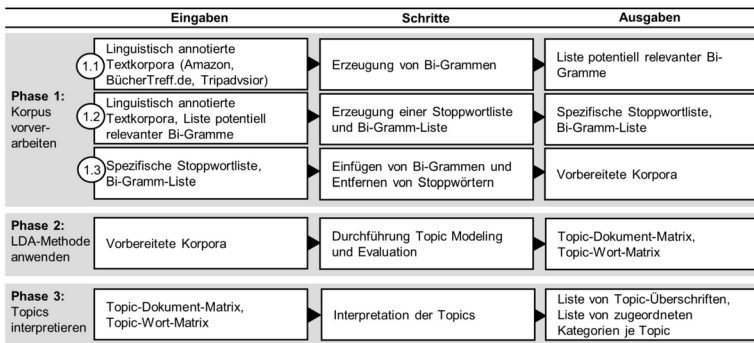 Eingaben
Schritte
Ausgaben
Phase 1:
Korpus
vorver-
arbeiten
1.1
Linguistisch annotierte
Textkorpora (Amazon,
BücherTreff.de, Tripadvsior)
Erzeugung von Bi-Grammen
Liste potentiell relevanter Bi-
Gramme
1.2
Linguistisch annotierte
Textkorpora, Liste potentiell
relevanter Bi-Gramme
Erzeugung einer Stoppwortliste
und Bi-Gramm-Liste
Spezifische Stoppwortliste,
Bi-Gramm-Liste
1.3
Spezifische Stoppwortliste,
Bi-Gramm-Liste
Einfügen von Bi-Grammen und
Entfernen von Stoppwörtern
Vorbereitete Korpora
Phase 2:
LDA-Methode
anwenden
Vorbereitete Korpora
Durchführung Topic Modeling
und Evaluation
Topic-Dokument-Matrix,
Topic-Wort-Matrix
Phase 3:
Topics
interpretieren
Topic-Dokument-Matrix,
Topic-Wort-Matrix
Interpretation der Topics
Liste von Topic-Überschriften,
Liste von zugeordneten
Kategorien je Topic